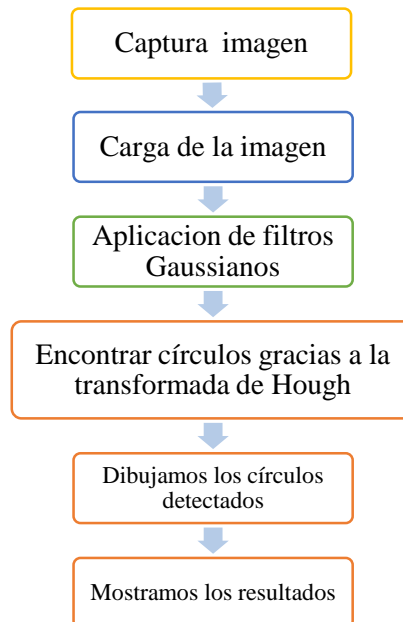 Captura imagen
Carga de la imagen
Aplicacion de filtros
Gaussianos
Encontrar círculos gracias a la
transformada de Hough
Dibujamos los círculos
detectados
Mostramos los resultados